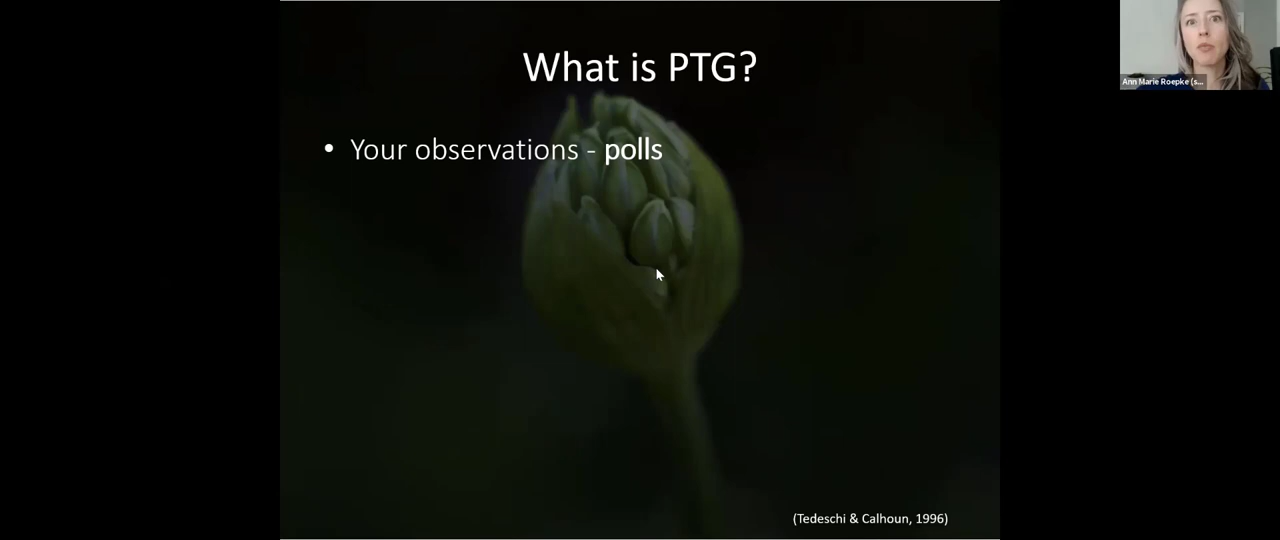 What is PTG?
Ann Marie Roepke (s...
• Your observations - polls
(Tedeschi & Calhoun, 1996)